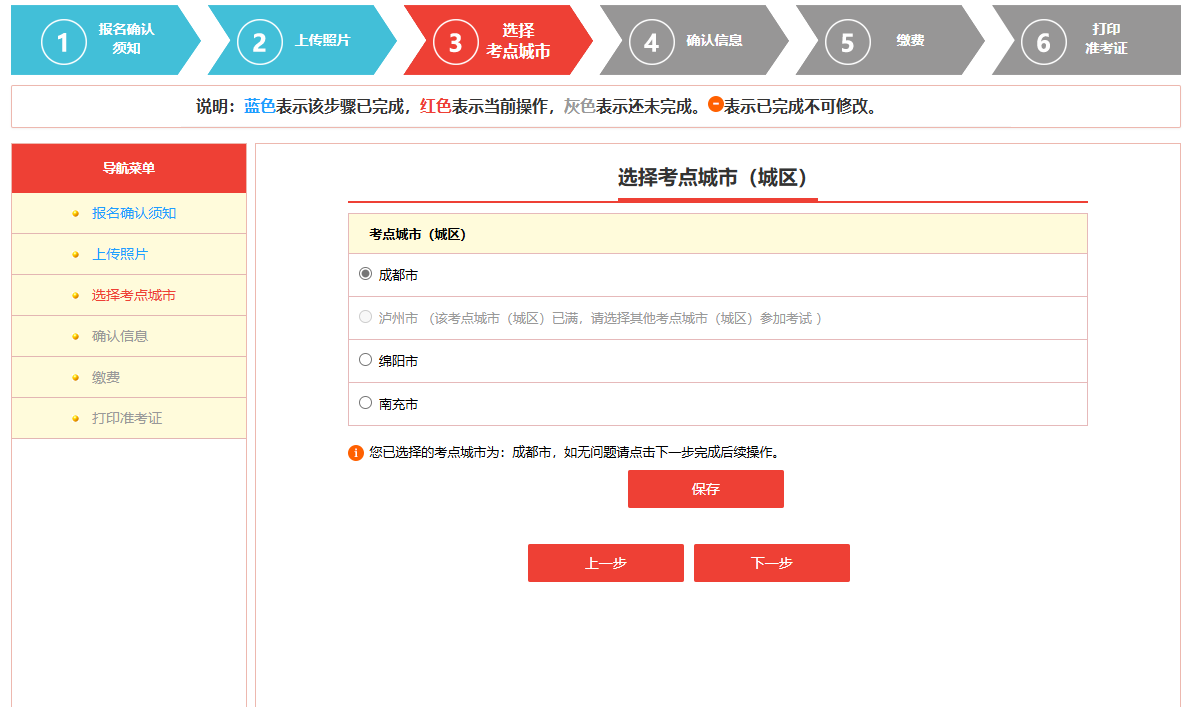 1 报名确认
须知
2 上传照片
3 选择
考点城市
4 确认信息
5 缴费
6 打印
准考证
说明：蓝色表示该步骤已完成，红色表示当前操作，灰色表示还未完成。-表示已完成不可修改。
导航菜单
报名确认须知
上传照片
选择考点城市
确认信息
缴费
打印准考证
选择考点城市（城区）
考点城市（城区）
成都市
泸州市 （该考点城市（城区）已满，请选择其他考点城市（城区）参加考试 ）
绵阳市
南充市
i 您已选择的考点城市为：成都市，如无问题请点击下一步完成后续操作。
保存
上一步 下一步